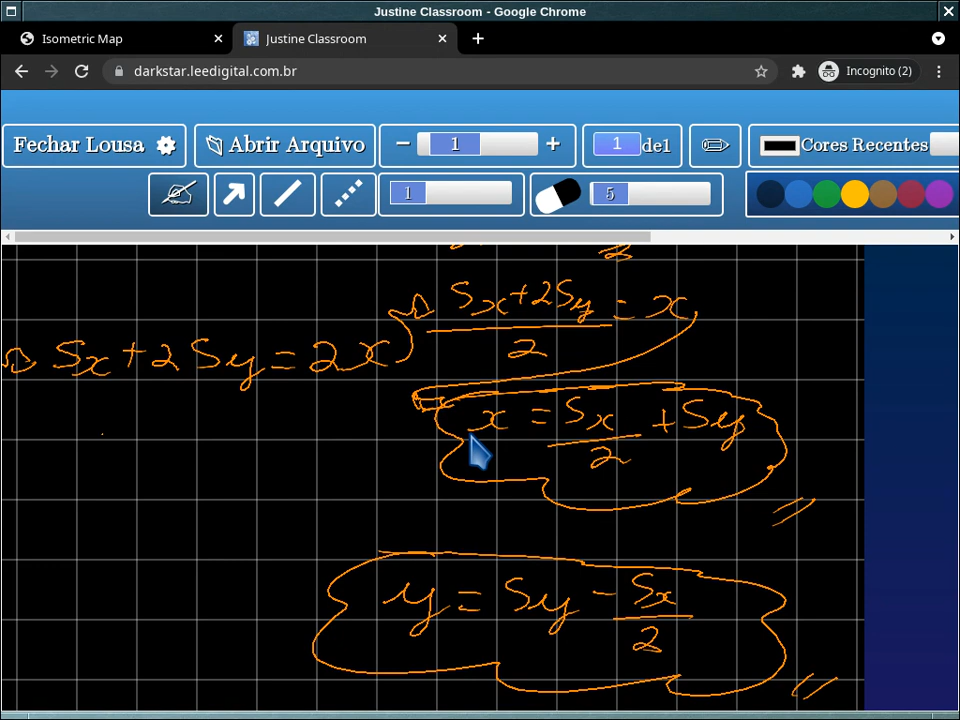 Justine Classroom - Google Chrome
Isometric Map
Justine Classroom
darkstar.leedigital.com.br
Incognito (2)
Fechar Lousa
Abrir Arquivo
− 1 +
1 de1
Cores Recentes
1
5
Sx+2Sy = x
2
Sx+2Sy=2x
x = Sx + Sy
2
y = Sy − Sx
2